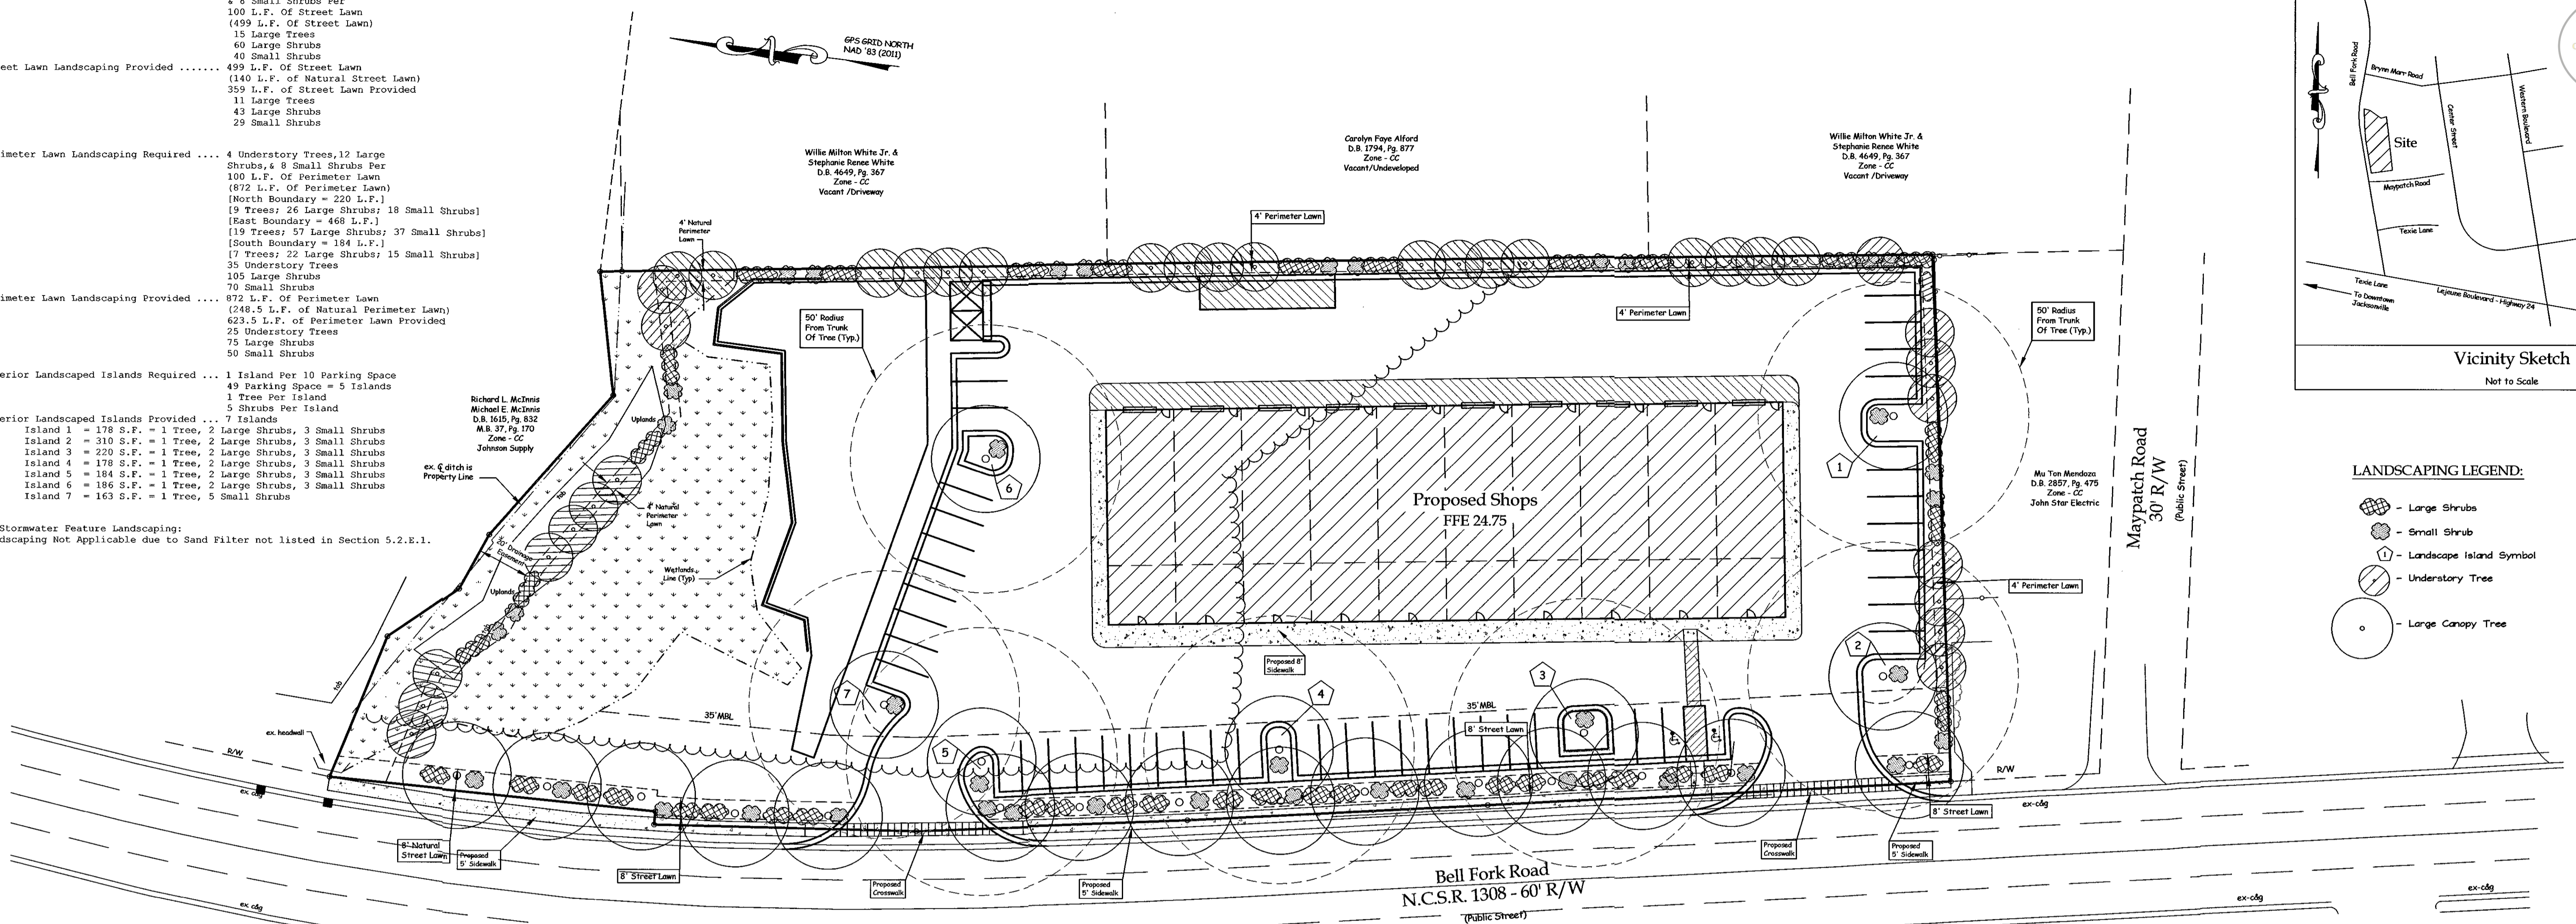 & 6 Small Shrubs Per
100 L.F. Of Street Lawn
(499 L.F. Of Street Lawn)
15 Large Trees
60 Large Shrubs
40 Small Shrubs
eet Lawn Landscaping Provided ....... 499 L.F. Of Street Lawn
(140 L.F. of Natural Street Lawn)
359 L.F. of Street Lawn Provided
11 Large Trees
43 Large Shrubs
29 Small Shrubs
imeter Lawn Landscaping Required .... 4 Understory Trees,12 Large
Shrubs,& 8 Small Shrubs Per
100 L.F. Of Perimeter Lawn
(872 L.F. Of Perimeter Lawn)
[North Boundary = 220 L.F.]
[9 Trees; 26 Large Shrubs; 18 Small Shrubs]
[East Boundary = 468 L.F.]
[19 Trees; 57 Large Shrubs; 37 Small Shrubs]
[South Boundary = 184 L.F.]
[7 Trees; 22 Large Shrubs; 15 Small Shrubs]
35 Understory Trees
105 Large Shrubs
70 Small Shrubs
imeter Lawn Landscaping Provided .... 872 L.F. Of Perimeter Lawn
(248.5 L.F. of Natural Perimeter Lawn)
623.5 L.F. of Perimeter Lawn Provided
25 Understory Trees
75 Large Shrubs
50 Small Shrubs
erior Landscaped Islands Required ... 1 Island Per 10 Parking Space
49 Parking Space = 5 Islands
1 Tree Per Island
5 Shrubs Per Island
erior Landscaped Islands Provided ... 7 Islands
Island 1 = 178 S.F. = 1 Tree, 2 Large Shrubs, 3 Small Shrubs
Island 2 = 310 S.F. = 1 Tree, 2 Large Shrubs, 3 Small Shrubs
Island 3 = 220 S.F. = 1 Tree, 2 Large Shrubs, 3 Small Shrubs
Island 4 = 178 S.F. = 1 Tree, 2 Large Shrubs, 3 Small Shrubs
Island 5 = 184 S.F. = 1 Tree, 2 Large Shrubs, 3 Small Shrubs
Island 6 = 186 S.F. = 1 Tree, 2 Large Shrubs, 3 Small Shrubs
Island 7 = 163 S.F. = 1 Tree, 5 Small Shrubs
Stormwater Feature Landscaping:
dscaping Not Applicable due to Sand Filter not listed in Section 5.2.E.1.
GPS GRID NORTH
NAD '83 (2011)
Willie Milton White Jr. &
Stephanie Renee White
D.B. 4649, Pg. 367
Zone - CC
Vacant /Driveway
Carolyn Faye Alford
D.B. 1794, Pg. 877
Zone - CC
Vacant/Undeveloped
Willie Milton White Jr. &
Stephanie Renee White
D.B. 4649, Pg. 367
Zone - CC
Vacant /Driveway
4' Natural
Perimeter
Lawn
4' Perimeter Lawn
4' Perimeter Lawn
50' Radius
From Trunk
Of Tree (Typ.)
50' Radius
From Trunk
Of Tree (Typ.)
Richard L. McInnis
Michael E. McInnis
D.B. 1615, Pg. 832
M.B. 37, Pg. 170
Zone - CC
Johnson Supply
ex. ℄ ditch is
Property Line
Uplands
tob
4' Natural
Perimeter
Lawn
20' Drainage
Easement
Wetlands
Line (Typ)
Uplands
tob
6
1
Proposed Shops
FFE 24.75
Mu Ton Mendoza
D.B. 2857, Pg. 475
Zone - CC
John Star Electric
Maypatch Road
30' R/W
(Public Street)
4' Perimeter Lawn
Proposed 8'
Sidewalk
2
3
4
7
5
35'MBL
35'MBL
8' Street Lawn
ex. headwall
R/W
R/W
ex. c&g
ex-c&g
8' Natural
Street Lawn
Proposed
5' Sidewalk
8' Street Lawn
Proposed
Crosswalk
Proposed
5' Sidewalk
Proposed
Crosswalk
Proposed
5' Sidewalk
8' Street Lawn
Bell Fork Road
N.C.S.R. 1308 - 60' R/W
(Public Street)
ex. c&g
ex-c&g
ex-c&g
Bell Fork Road
Brynn Marr Road
Center Street
Western Boulevard
Site
Maypatch Road
Texie Lane
Texie Lane
To Downtown
Jacksonville
Lejeune Boulevard - Highway 24
Vicinity Sketch
Not to Scale
LANDSCAPING LEGEND:
- Large Shrubs
- Small Shrub
1 - Landscape Island Symbol
- Understory Tree
- Large Canopy Tree